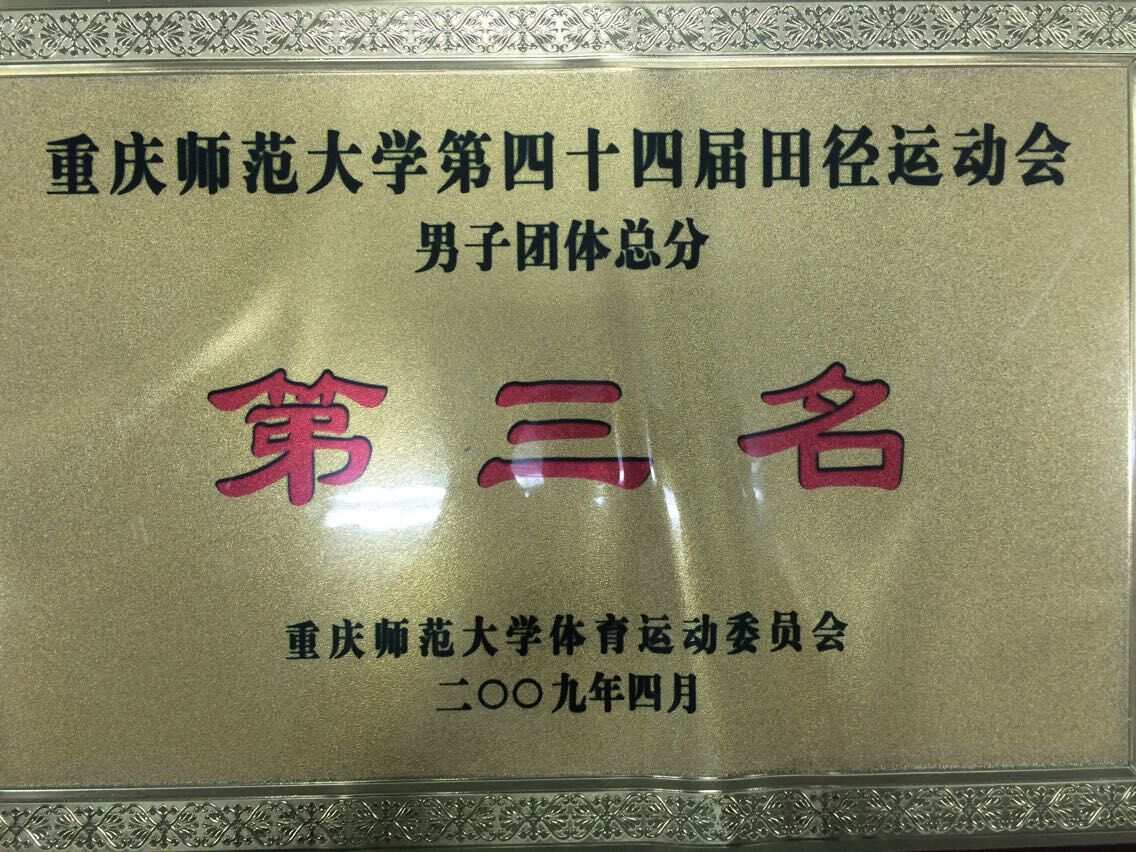 重庆师范大学第四十四届田径运动会
男子团体总分
第三名
重庆师范大学体育运动委员会
二〇〇九年四月